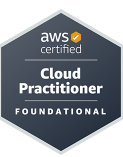 aws
certified
Cloud
Practitioner
FOUNDATIONAL